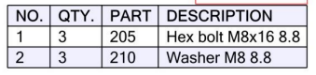 NO. QTY. PART DESCRIPTION
1 3 205 Hex bolt M8x16 8.8
2 3 210 Washer M8 8.8